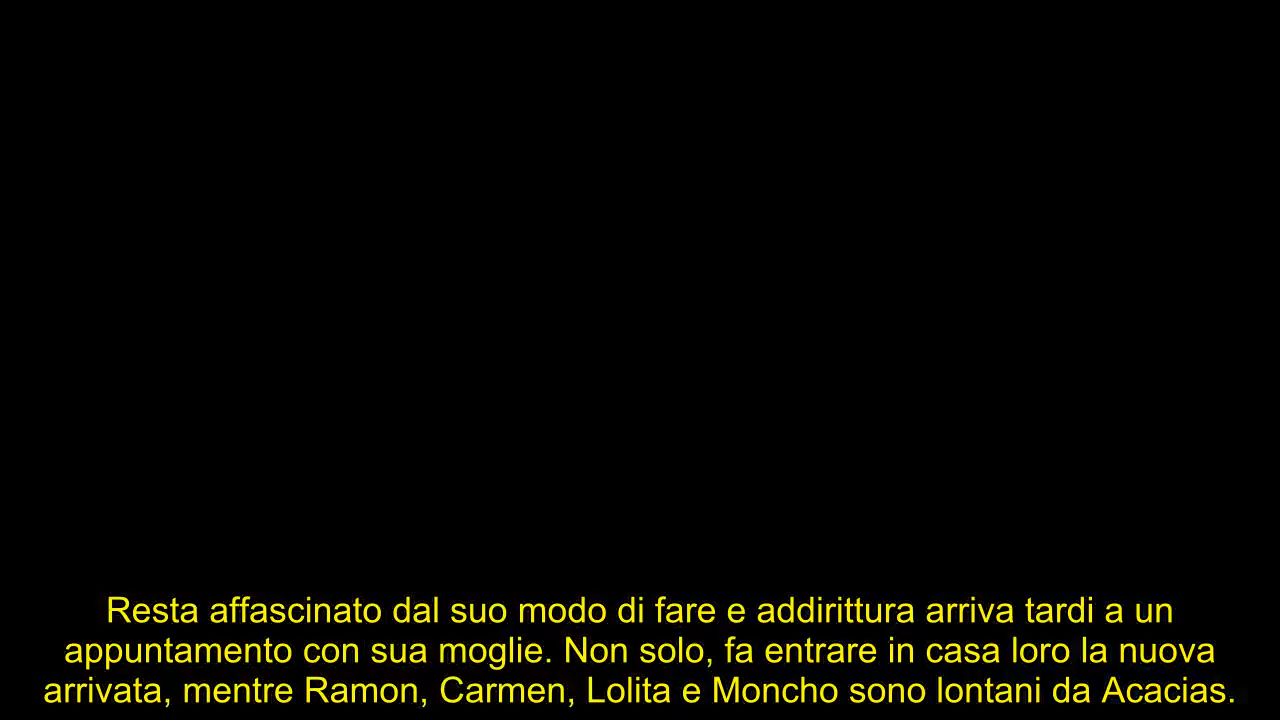 Resta affascinato dal suo modo di fare e addirittura arriva tardi a un
appuntamento con sua moglie. Non solo, fa entrare in casa loro la nuova
arrivata, mentre Ramon, Carmen, Lolita e Moncho sono lontani da Acacias.